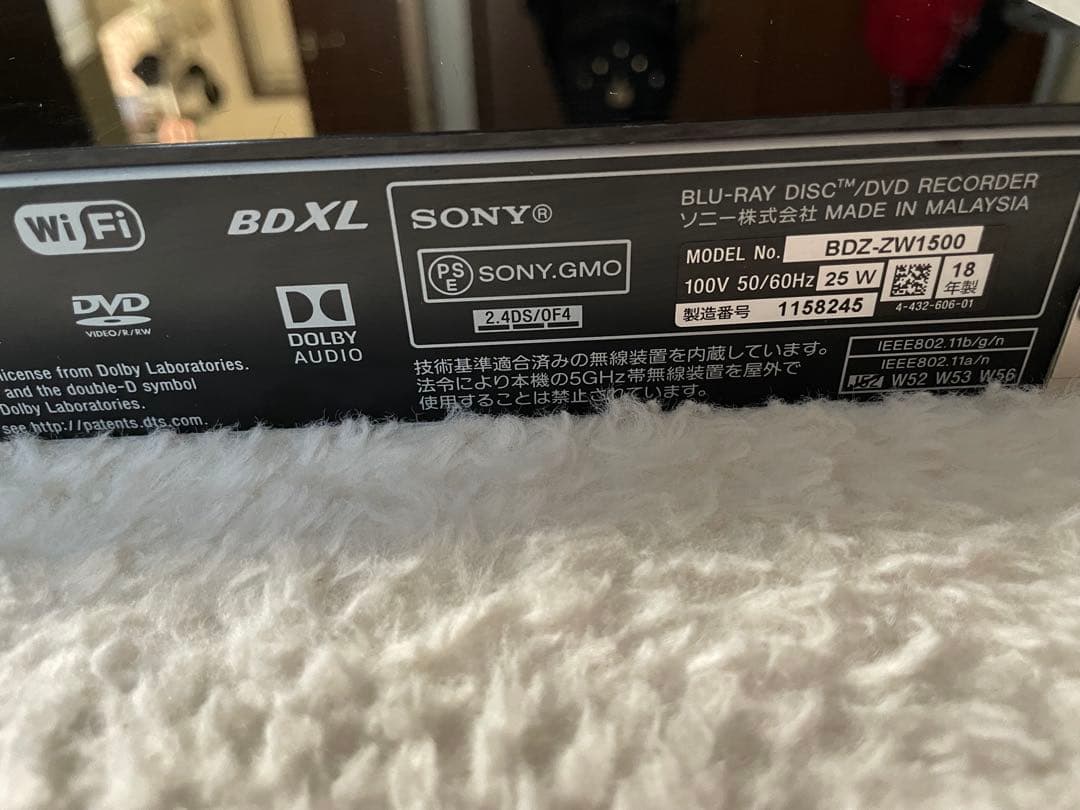 Wi Fi
BDXL
DVD
VIDEO/R/RW
DOLBY
AUDIO
license from Dolby Laboratories.
and the double-D symbol
Dolby Laboratories.
see http://patents.dts.com.
SONY®
PSE SONY.GMO
2.4DS/OF4
BLU-RAY DISC™/DVD RECORDER
ソニー株式会社 MADE IN MALAYSIA
MODEL No. BDZ-ZW1500
100V 50/60Hz 25 W
18年製
製造番号 1158245
4-432-606-01
技術基準適合済みの無線装置を内蔵しています。
法令により本機の5GHz帯無線装置を屋外で
使用することは禁止されています。
IEEE802.11b/g/n
IEEE802.11a/n
J52 W52 W53 W56